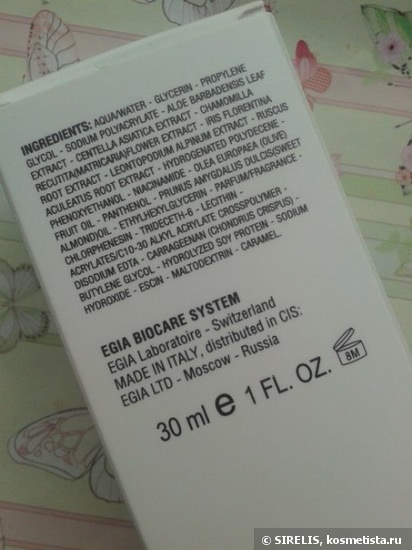 INGREDIENTS: AQUA/WATER - GLYCERIN - PROPYLENE
GLYCOL - SODIUM POLYACRYLATE - ALOE BARBADENSIS LEAF
EXTRACT - CENTELLA ASIATICA EXTRACT - CHAMOMILLA
RECUTITA(MATRICARIA)FLOWER EXTRACT - IRIS FLORENTINA
ROOT EXTRACT - LEONTOPODIUM ALPINUM EXTRACT - RUSCUS
ACULEATUS ROOT EXTRACT - HYDROGENATED POLYDECENE -
PHENOXYETHANOL - NIACINAMIDE - OLEA EUROPAEA (OLIVE)
FRUIT OIL - PANTHENOL - PRUNUS AMYGDALUS DULCIS(SWEET
ALMOND)OIL - ETHYLHEXYLGLYCERIN - PARFUM/FRAGRANCE -
CHLORPHENESIN - TRIDECETH-6 - LECITHIN -
ACRYLATES/C10-30 ALKYL ACRYLATE CROSSPOLYMER -
DISODIUM EDTA - CARRAGEENAN (CHONDRUS CRISPUS) -
BUTYLENE GLYCOL - HYDROLYZED SOY PROTEIN - SODIUM
HYDROXIDE - ESCIN - MALTODEXTRIN - CARAMEL
EGIA BIOCARE SYSTEM
EGIA Laboratoire - Switzerland
MADE IN ITALY, distributed in CIS:
EGIA LTD - Moscow - Russia
30 ml e 1 FL. OZ. 8M
© SIRELIS, kosmetista.ru